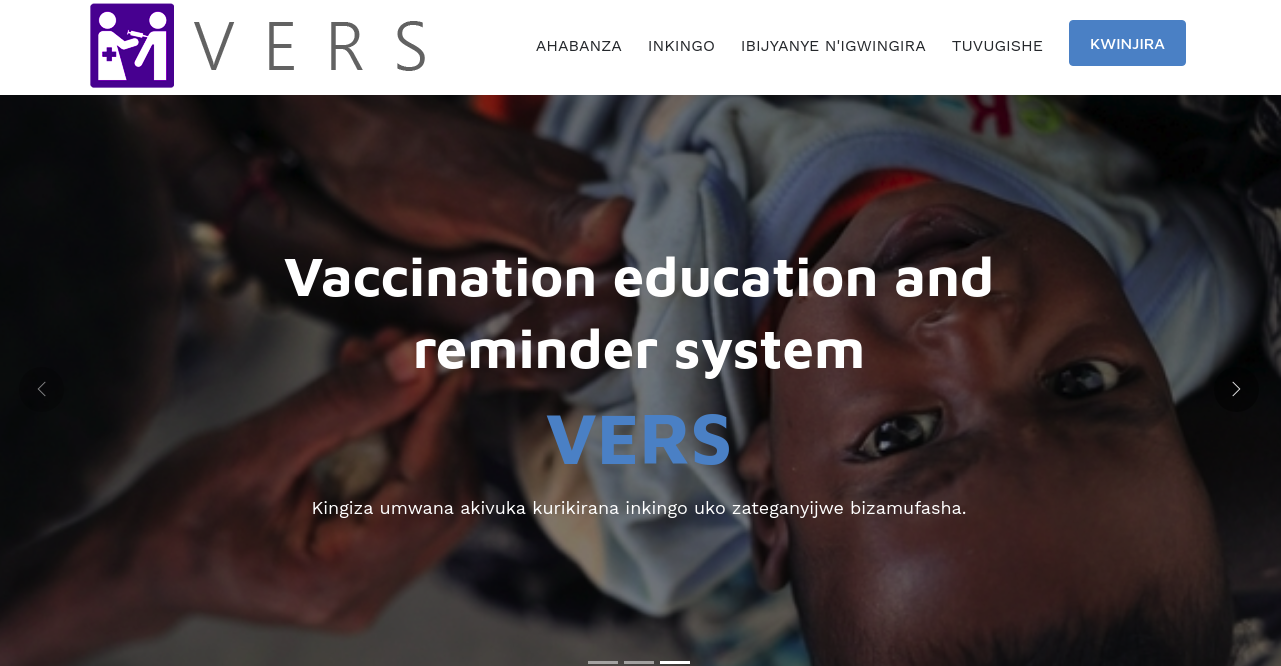 VERS
AHABANZA
INKINGO
IBIJYANYE N'IGWINGIRA
TUVUGISHE
KWINJIRA
Vaccination education and
reminder system
VERS
Kingiza umwana akivuka kurikirana inkingo uko zateganyijwe bizamufasha.